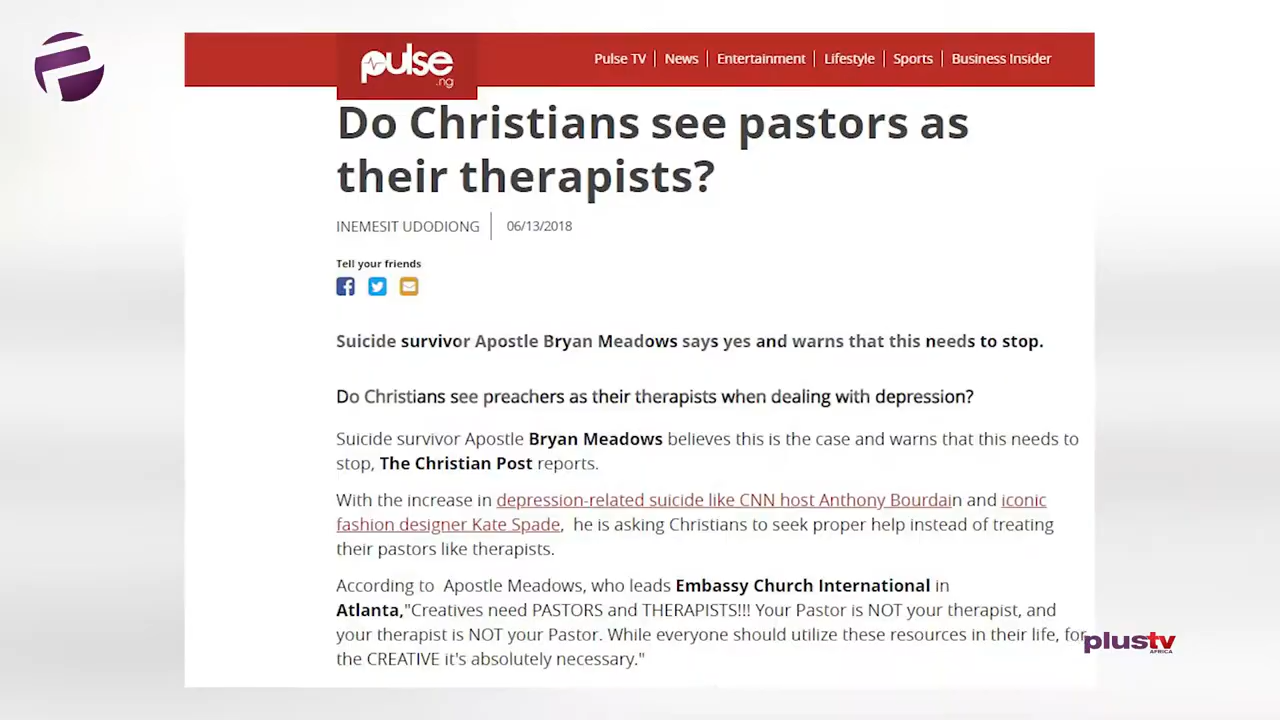 pulse
.ng
Pulse TV | News | Entertainment | Lifestyle | Sports | Business Insider
Do Christians see pastors as
their therapists?
INEMESIT UDODIONG | 06/13/2018
Tell your friends
Suicide survivor Apostle Bryan Meadows says yes and warns that this needs to stop.
Do Christians see preachers as their therapists when dealing with depression?
Suicide survivor Apostle Bryan Meadows believes this is the case and warns that this needs to
stop, The Christian Post reports.
With the increase in depression-related suicide like CNN host Anthony Bourdain and iconic
fashion designer Kate Spade, he is asking Christians to seek proper help instead of treating
their pastors like therapists.
According to Apostle Meadows, who leads Embassy Church International in
Atlanta,"Creatives need PASTORS and THERAPISTS!!! Your Pastor is NOT your therapist, and
your therapist is NOT your Pastor. While everyone should utilize these resources in their life, for
the CREATIVE it's absolutely necessary."
plustv
AFRICA